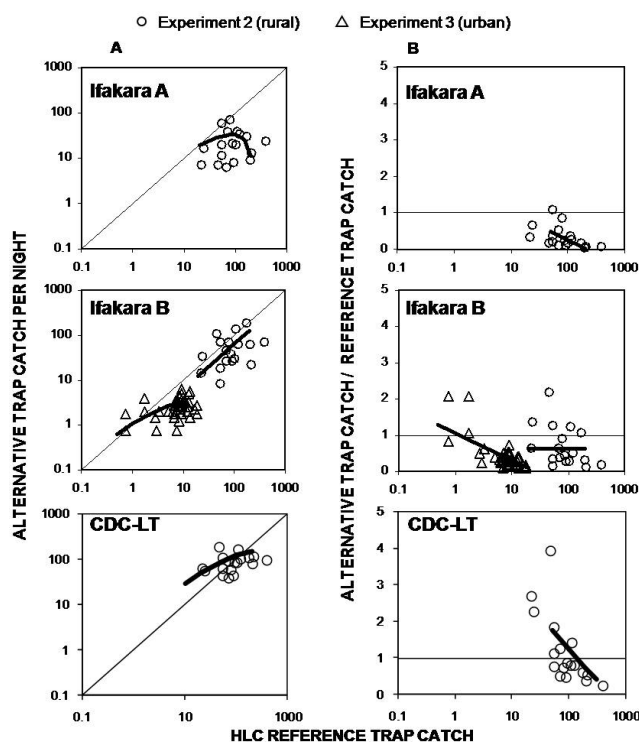 ○ Experiment 2 (rural) △ Experiment 3 (urban)
A
B
Ifakara A
1000
100
10
1
0.1
0.1 1 10 100 1000
Ifakara A
5
4
3
2
1
0
0.1 1 10 100 1000
Ifakara B
1000
100
10
1
0.1
0.1 1 10 100 1000
Ifakara B
5
4
3
2
1
0
0.1 1 10 100 1000
CDC-LT
1000
100
10
1
0.1
0.1 1 10 100 1000
CDC-LT
5
4
3
2
1
0
0.1 1 10 100 1000
ALTERNATIVE TRAP CATCH PER NIGHT
ALTERNATIVE TRAP CATCH / REFERENCE TRAP CATCH
HLC REFERENCE TRAP CATCH